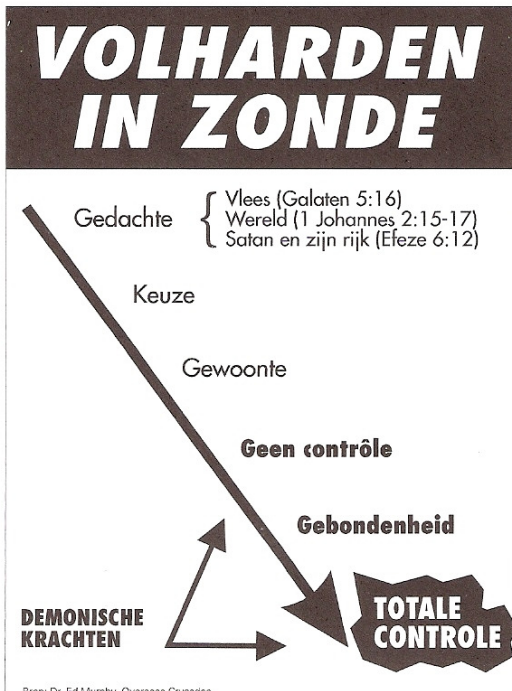 VOLHARDEN
IN ZONDE
Gedachte
Vlees (Galaten 5:16)
Wereld (1 Johannes 2:15-17)
Satan en zijn rijk (Efeze 6:12)
Keuze
Gewoonte
Geen contrôle
Gebondenheid
DEMONISCHE
KRACHTEN
TOTALE
CONTROLE